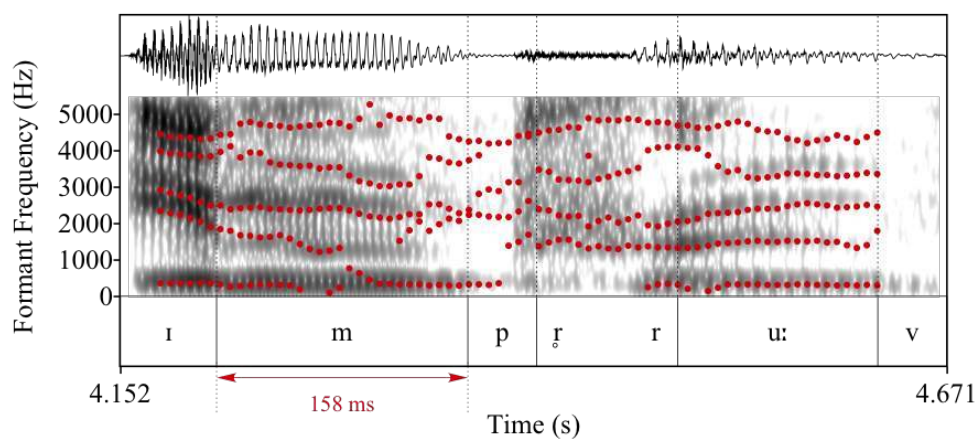 Formant Frequency (Hz)
5000
4000
3000
2000
1000
0
ɪ m p r̥ r uː v
4.152 158 ms 4.671
Time (s)